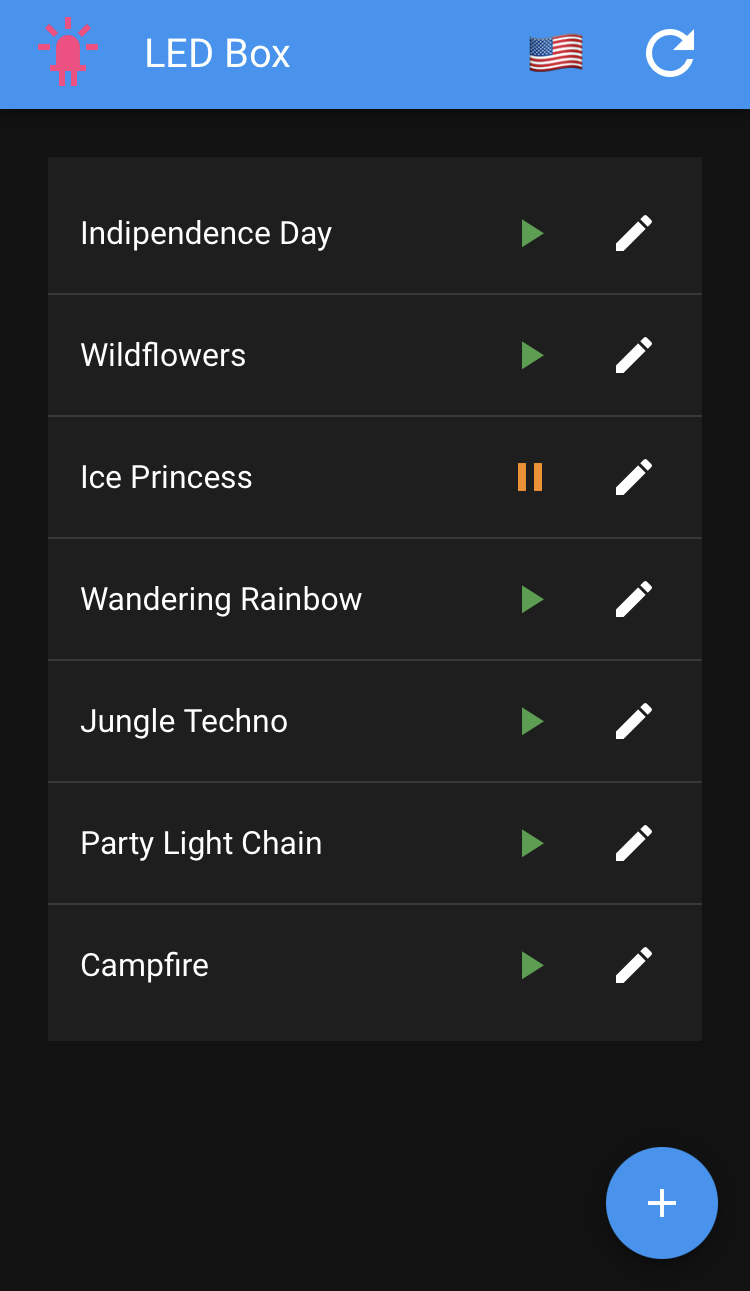 LED Box
Indipendence Day
Wildflowers
Ice Princess
Wandering Rainbow
Jungle Techno
Party Light Chain
Campfire